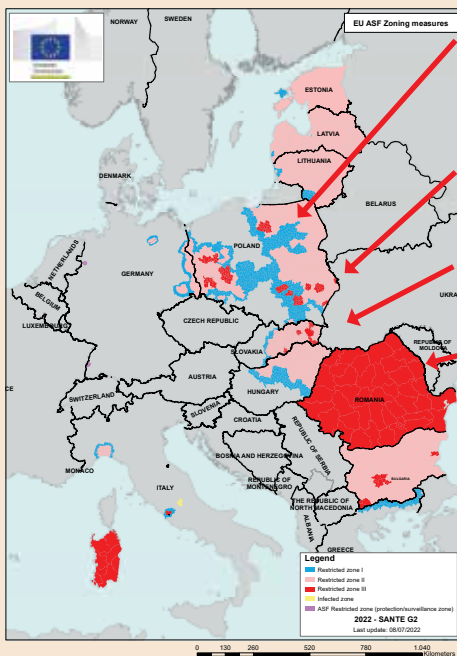 NORWAY
SWEDEN
EU ASF Zoning measures
ESTONIA
LATVIA
LITHUANIA
DENMARK
BELARUS
NETHERLANDS
POLAND
GERMANY
BELGIUM
UKRA
LUXEMBOURG
CZECH REPUBLIC
SLOVAKIA
REPUBLIC OF
MOLDOVA
CE
AUSTRIA
HUNGARY
SWITZERLAND
ROMANIA
SLOVENIA
CROATIA
REPUBLIC OF SERBIA
BOSNIA AND HERZEGOVINA
MONACO
ITALY
REPUBLIC OF
MONTENEGRO
BULGARIA
THE REPUBLIC OF
NORTH MACEDONIA
ALBANIA
GREECE
Legend
Restricted zone I
Restricted zone II
Restricted zone III
Infected zone
ASF Restricted zone (protection/surveillance zone)
2022 - SANTE G2
Last update: 08/07/2022
0 130 260 520 780 1.040
Kilometers